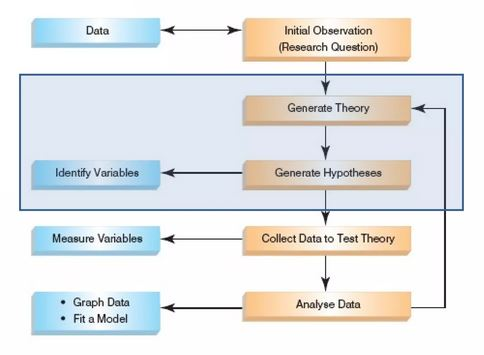 Data
Initial Observation
(Research Question)
Generate Theory
Identify Variables
Generate Hypotheses
Measure Variables
Collect Data to Test Theory
• Graph Data
• Fit a Model
Analyse Data